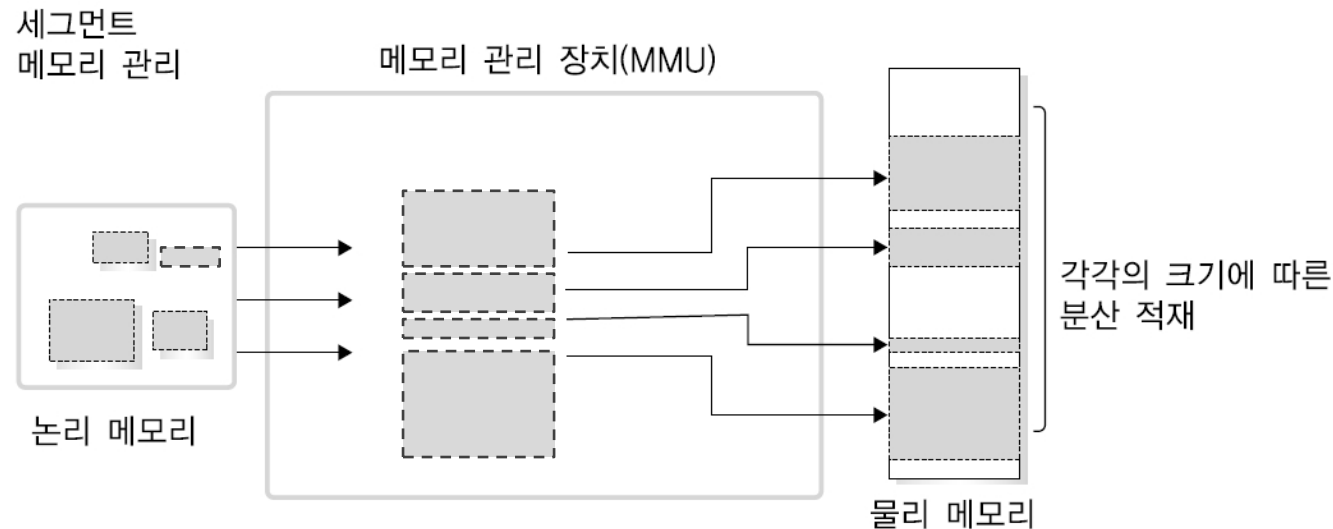 세그먼트
메모리 관리
메모리 관리 장치(MMU)
각각의 크기에 따른
분산 적재
논리 메모리
물리 메모리